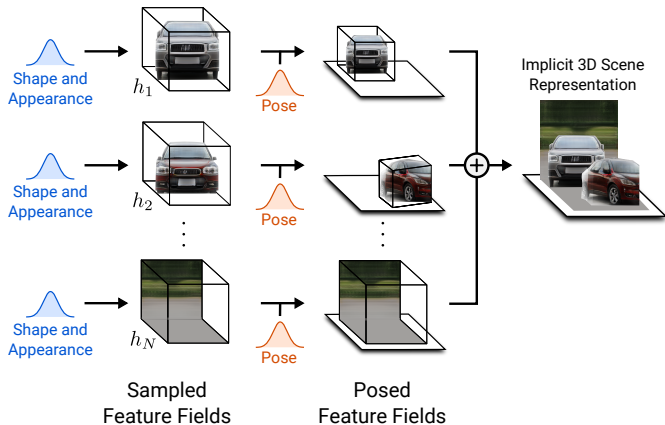 Shape and
Appearance
h₁
Pose
Implicit 3D Scene
Representation
Shape and
Appearance
h₂
Pose
+
Shape and
Appearance
h_N
Pose
Sampled
Feature Fields
Posed
Feature Fields